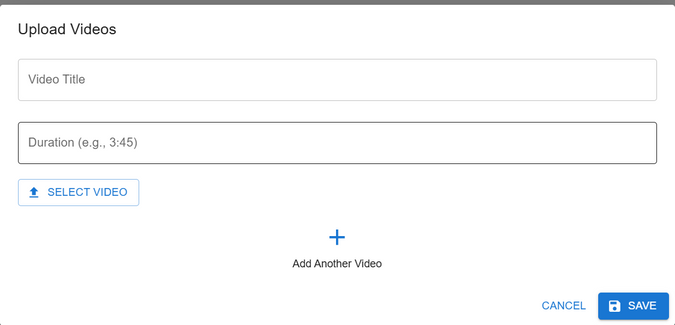 Upload Videos
Video Title
Duration (e.g., 3:45)
SELECT VIDEO
Add Another Video
CANCEL
SAVE